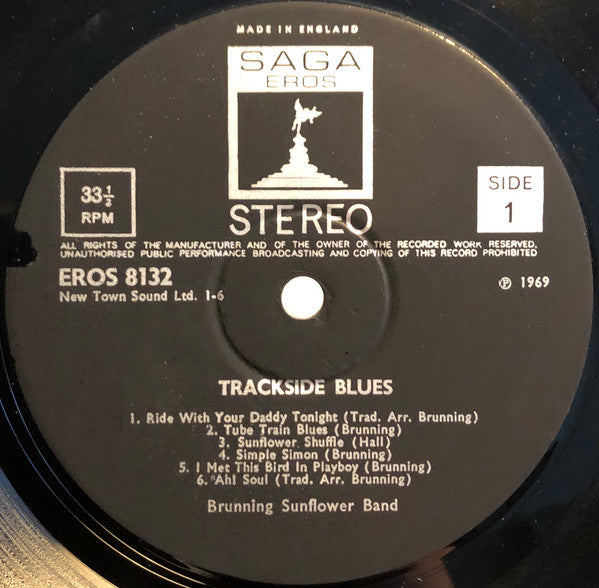 MADE IN ENGLAND
SAGA
EROS
33 1/3
RPM
SIDE
1
STEREO
ALL RIGHTS OF THE MANUFACTURER AND OF THE OWNER OF THE RECORDED WORK RESERVED.
UNAUTHORISED PUBLIC PERFORMANCE BROADCASTING AND COPYING OF THIS RECORD PROHIBITED
EROS 8132
New Town Sound Ltd. 1-6
℗ 1969
TRACKSIDE BLUES
1. Ride With Your Daddy Tonight (Trad. Arr. Brunning)
2. Tube Train Blues (Brunning)
3. Sunflower Shuffle (Hall)
4. Simple Simon (Brunning)
5. I Met This Bird In Playboy (Brunning)
6. Ah! Soul (Trad. Arr. Brunning)
Brunning Sunflower Band